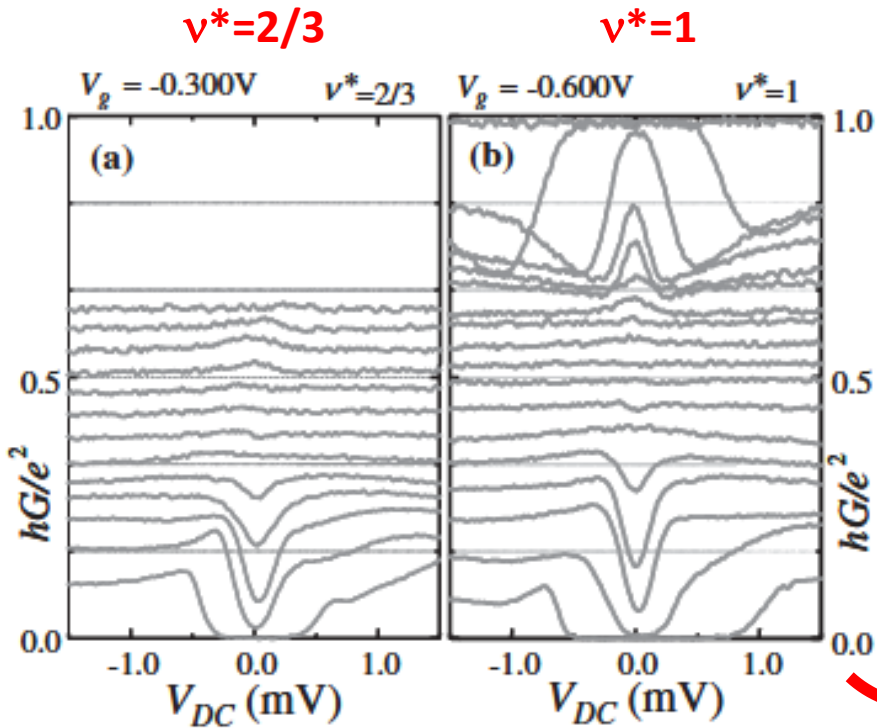 ν*=2/3 ν*=1
V_g = -0.300V ν*=2/3 V_g = -0.600V ν*=1
1.0 1.0
(a) (b)
0.5 0.5
hG/e² hG/e²
0.0 0.0
-1.0 0.0 1.0 -1.0 0.0 1.0
V_DC (mV) V_DC (mV)